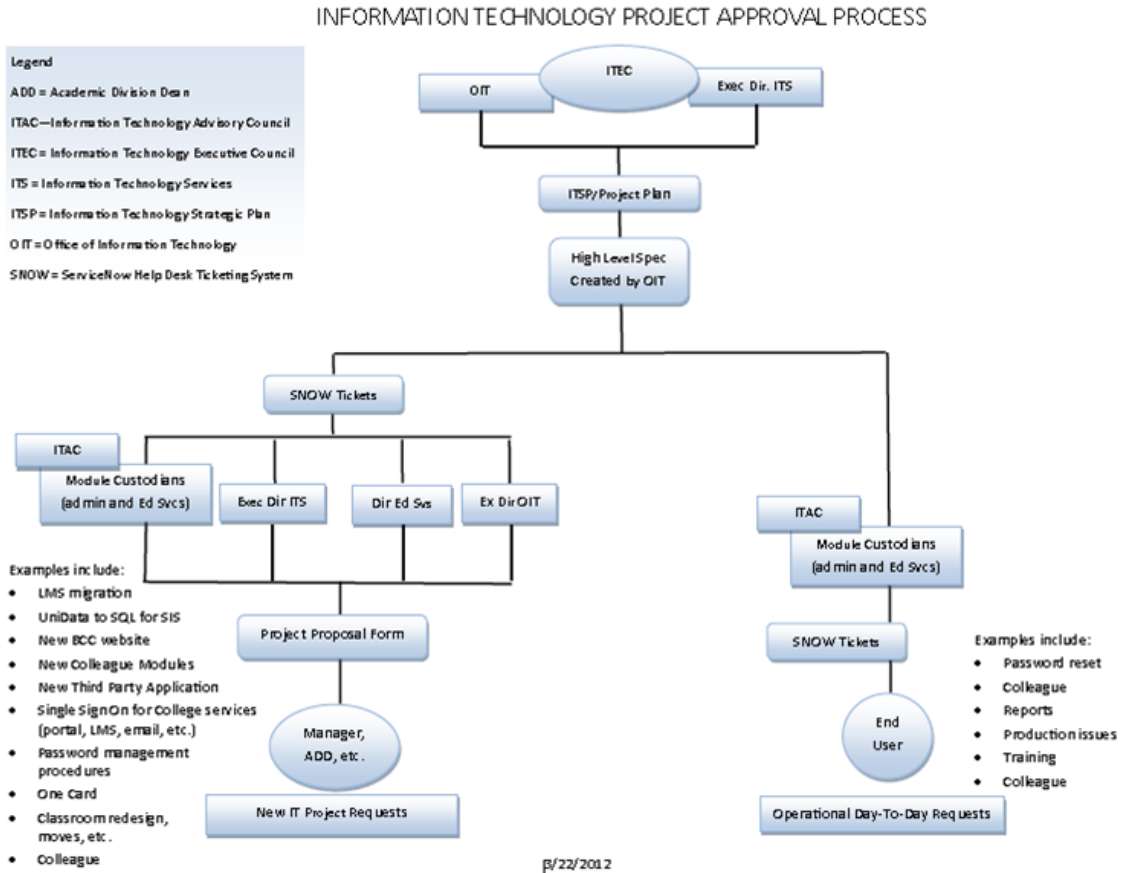 INFORMATION TECHNOLOGY PROJECT APPROVAL PROCESS
Legend
ADD = Academic Division Dean
ITAC—Information Technology Advisory Council
ITEC = Information Technology Executive Council
ITS = Information Technology Services
ITSP = Information Technology Strategic Plan
OIT = Office of Information Technology
SNOW = ServiceNow Help Desk Ticketing System
OIT
ITEC
Exec Dir. ITS
ITSP/Project Plan
High Level Spec
Created by OIT
SNOW Tickets
ITAC
Module Custodians
(admin and Ed Svcs)
Exec Dir ITS
Dir Ed Svs
Ex Dir OIT
Project Proposal Form
Manager,
ADD, etc.
New IT Project Requests
Examples include:
• LMS migration
• UniData to SQL for SIS
• New BCC website
• New Colleague Modules
• New Third Party Application
• Single SignOn for College services
(portal, LMS, email, etc.)
• Password management
procedures
• One Card
• Classroom redesign,
moves, etc.
• Colleague
ITAC
Module Custodians
(admin and Ed Svcs)
SNOW Tickets
End
User
Operational Day-To-Day Requests
Examples include:
• Password reset
• Colleague
• Reports
• Production issues
• Training
• Colleague
3/22/2012